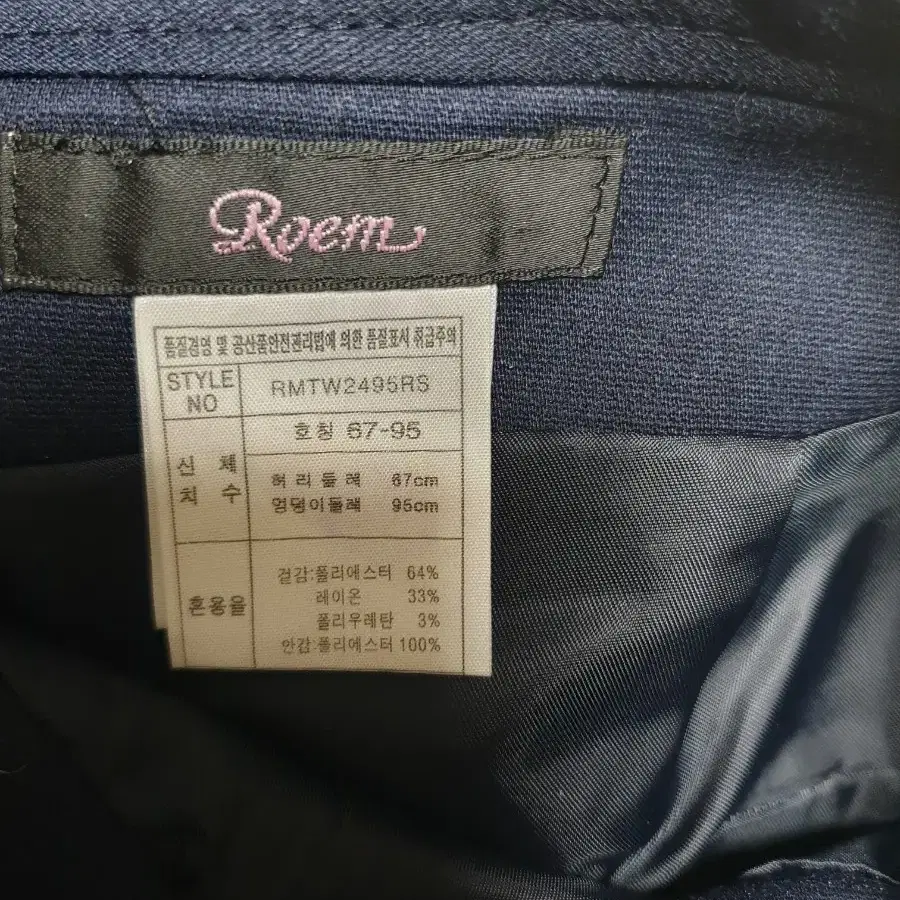 Roem
품질경영 및 공산품안전관리법에 의한 품질표시 취급주의
STYLE NO RMTW2495RS
호칭 67-95
신체 치수
허리둘레 67cm
엉덩이둘레 95cm
혼용율
겉감:폴리에스터 64%
레이온 33%
폴리우레탄 3%
안감:폴리에스터 100%